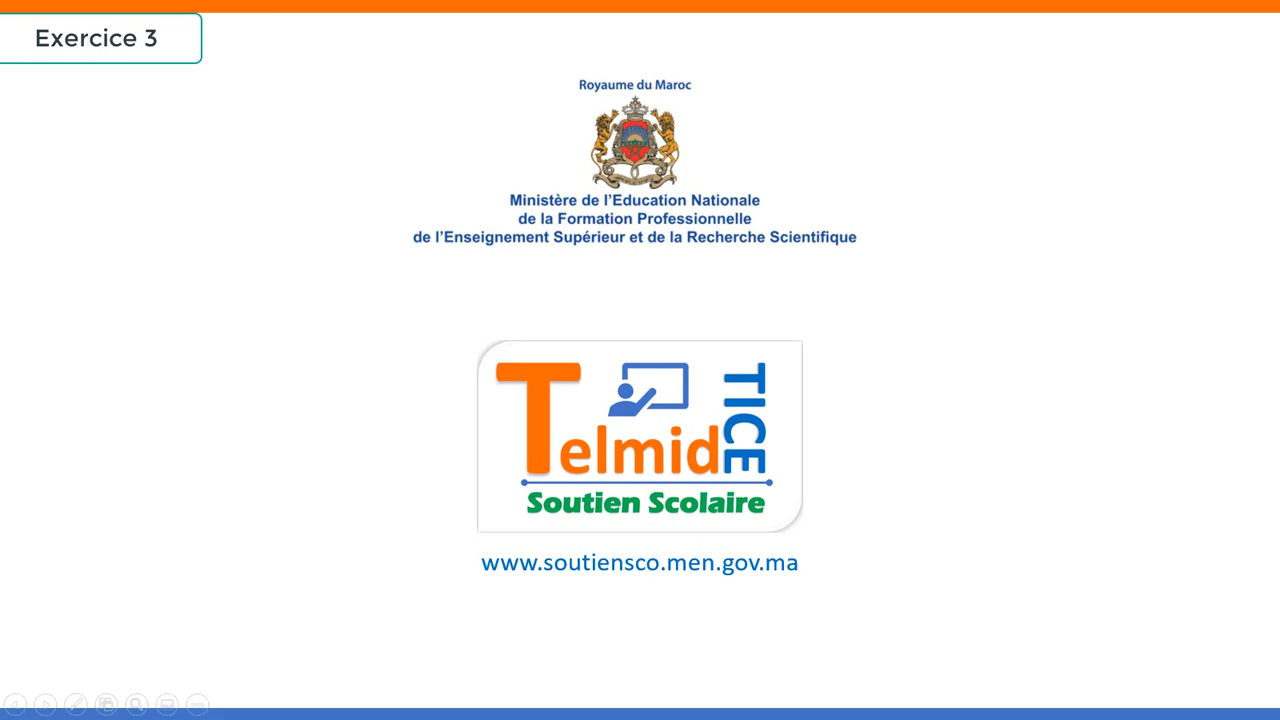 Exercice 3
Royaume du Maroc
Ministère de l'Education Nationale
de la Formation Professionnelle
de l'Enseignement Supérieur et de la Recherche Scientifique
Telmid TICE
Soutien Scolaire
www.soutiensco.men.gov.ma